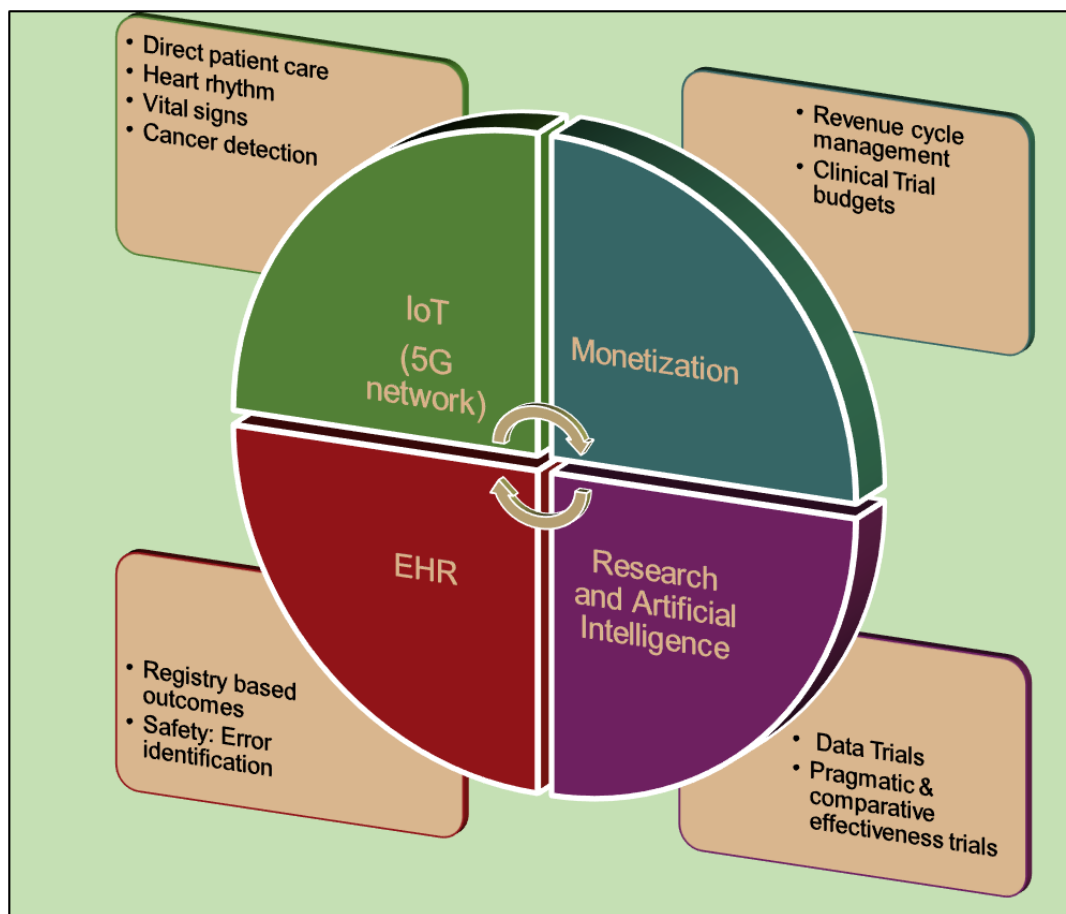 • Direct patient care
• Heart rhythm
• Vital signs
• Cancer detection
• Revenue cycle
management
• Clinical Trial
budgets
IoT
(5G
network)
Monetization
EHR
Research
and Artificial
Intelligence
• Registry based
outcomes
• Safety: Error
identification
• Data Trials
• Pragmatic &
comparative
effectiveness trials